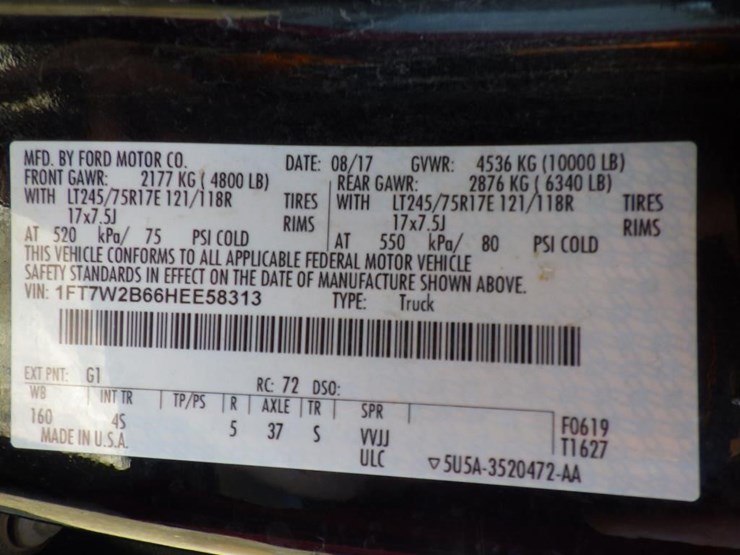 MFD. BY FORD MOTOR CO. DATE: 08/17 GVWR: 4536 KG (10000 LB)
FRONT GAWR: 2177 KG ( 4800 LB) REAR GAWR: 2876 KG ( 6340 LB)
WITH LT245/75R17E 121/118R TIRES WITH LT245/75R17E 121/118R TIRES
17x7.5J RIMS 17x7.5J RIMS
AT 520 kPa/ 75 PSI COLD AT 550 kPa/ 80 PSI COLD
THIS VEHICLE CONFORMS TO ALL APPLICABLE FEDERAL MOTOR VEHICLE
SAFETY STANDARDS IN EFFECT ON THE DATE OF MANUFACTURE SHOWN ABOVE.
VIN: 1FT7W2B66HEE58313 TYPE: Truck
EXT PNT: G1 RC: 72 DSO:
WB INT TR TP/PS R AXLE TR SPR
160 4S 5 37 S VVJJ F0619
MADE IN U.S.A. ULC T1627
▽5U5A-3520472-AA